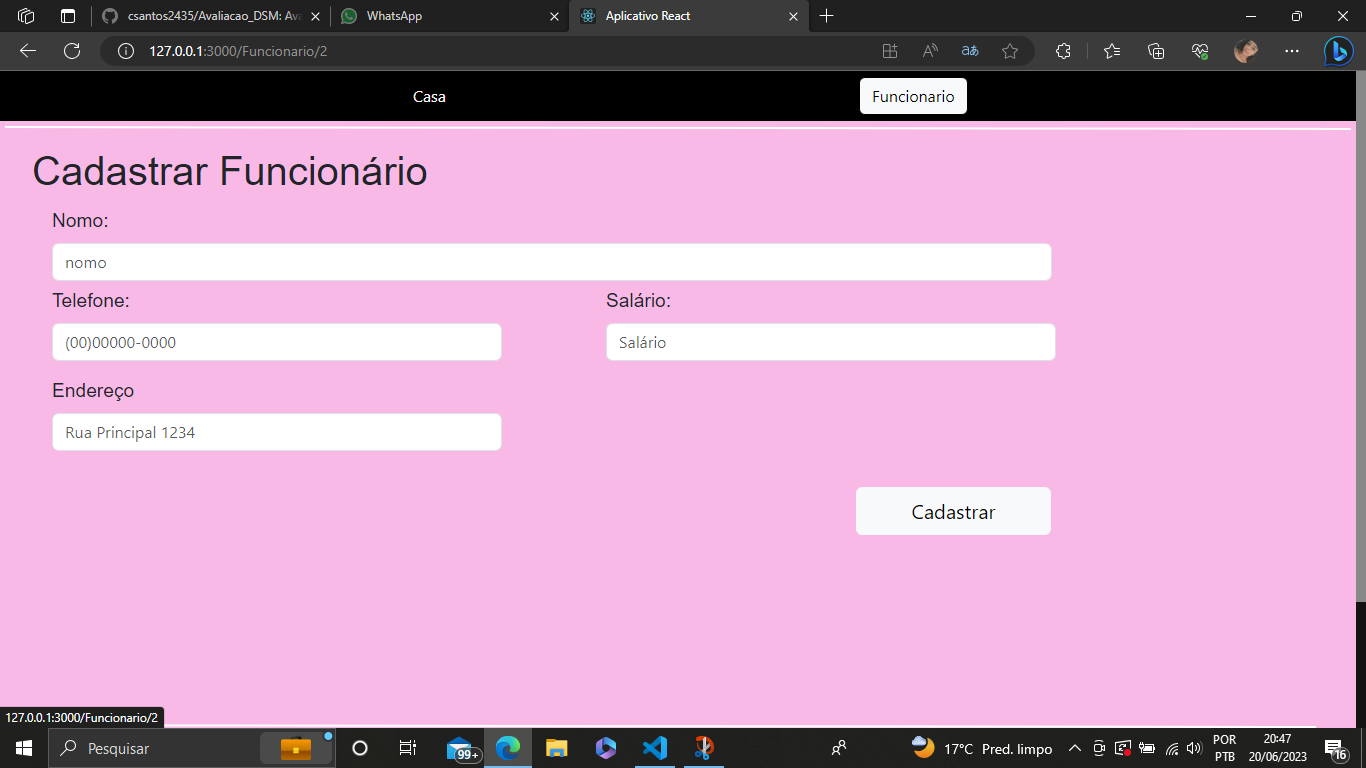 csantos2435/Avaliacao_DSM: Ava
WhatsApp
Aplicativo React
127.0.0.1:3000/Funcionario/2
Casa
Funcionario
Cadastrar Funcionário
Nomo:
nomo
Telefone:
Salário:
(00)00000-0000
Salário
Endereço
Rua Principal 1234
Cadastrar
127.0.0.1:3000/Funcionario/2
Pesquisar
99+
17°C Pred. limpo
POR
PTB
20:47
20/06/2023
16